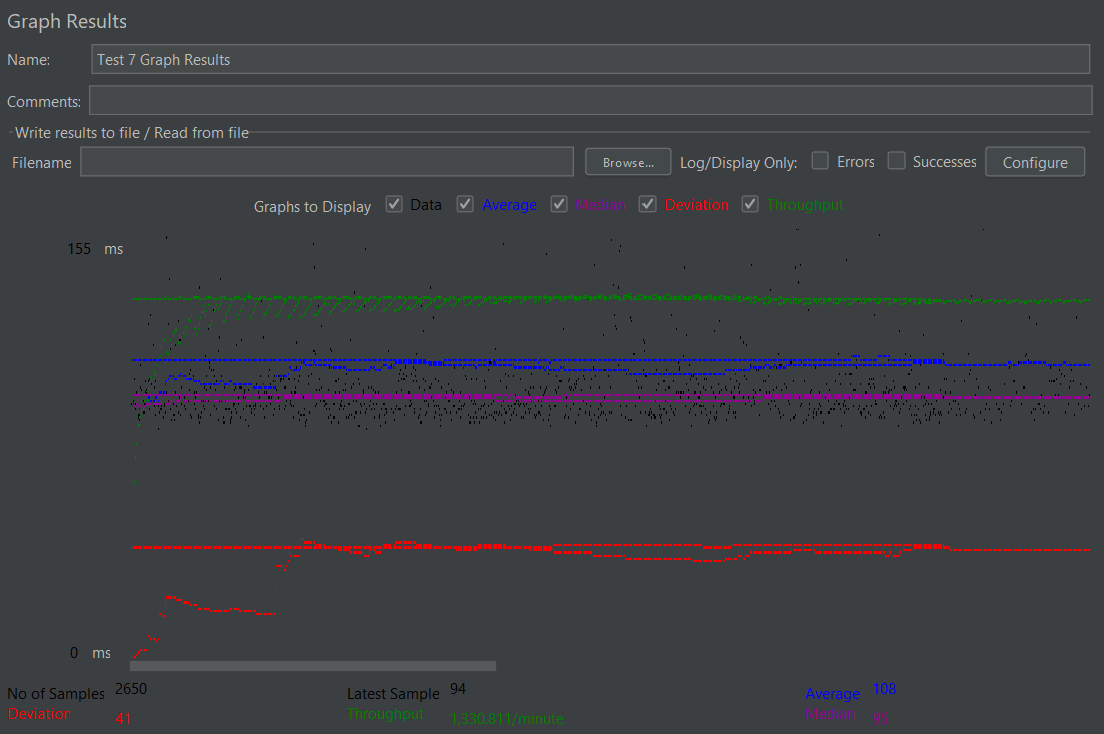 Graph Results
Name: Test 7 Graph Results
Comments:
Write results to file / Read from file
Filename Browse... Log/Display Only: Errors Successes Configure
Graphs to Display Data Average Median Deviation Throughput
155 ms
0 ms
No of Samples 2650 Latest Sample 94 Average 108
Deviation 41 Throughput 1,330.811/minute Median